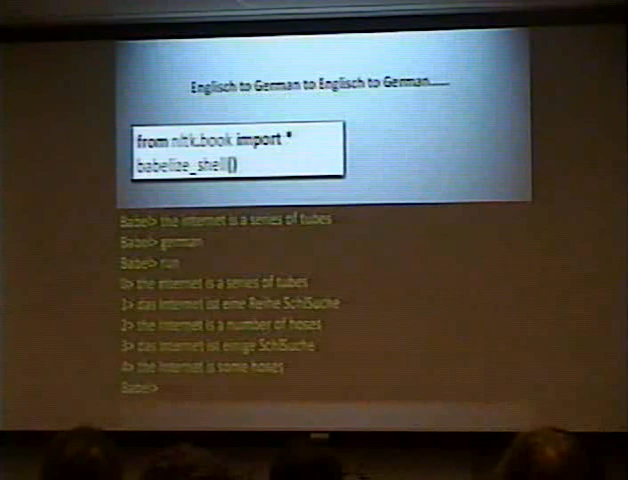 Englisch to German to Englisch to German.....
from nltk.book import *
babelize_shell()
Babel> the internet is a series of tubes
Babel> german
Babel> run
0> the internet is a series of tubes
1> das Internet ist eine Reihe SchlSuche
2> the Internet is a number of hoses
3> das Internet ist einige SchlSuche
4> the Internet is some hoses
Babel>